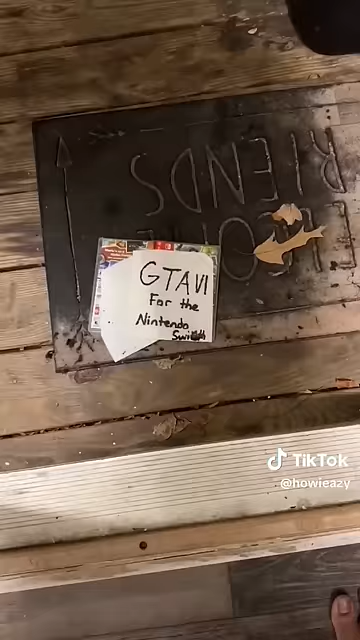 GTA VI
For the
Nintendo
Switch
FRIENDS
TikTok
@howieazy